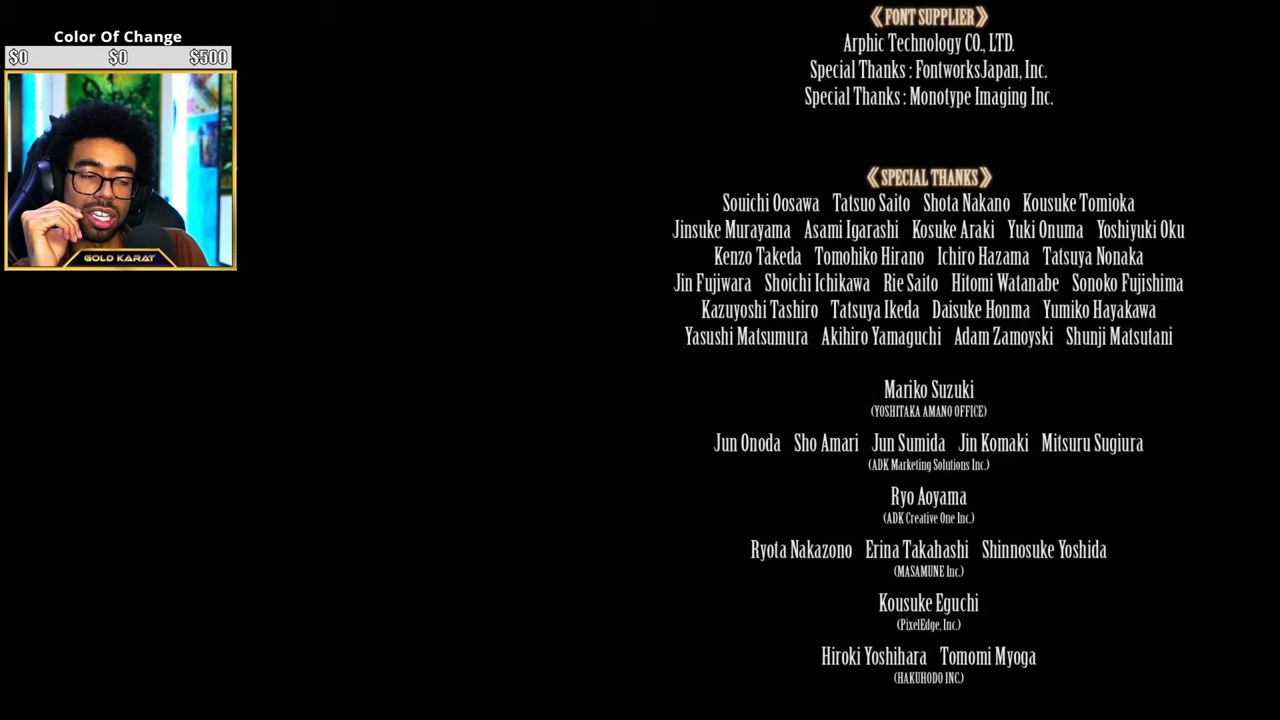 Color Of Change
$0 $0 $500
GOLD KARAT
《FONT SUPPLIER》
Arphic Technology CO., LTD.
Special Thanks : FontworksJapan, Inc.
Special Thanks : Monotype Imaging Inc.
《SPECIAL THANKS》
Souichi Oosawa Tatsuo Saito Shota Nakano Kousuke Tomioka
Jinsuke Murayama Asami Igarashi Kosuke Araki Yuki Onuma Yoshiyuki Oku
Kenzo Takeda Tomohiko Hirano Ichiro Hazama Tatsuya Nonaka
Jin Fujiwara Shoichi Ichikawa Rie Saito Hitomi Watanabe Sonoko Fujishima
Kazuyoshi Tashiro Tatsuya Ikeda Daisuke Honma Yumiko Hayakawa
Yasushi Matsumura Akihiro Yamaguchi Adam Zamoyski Shunji Matsutani
Mariko Suzuki
(YOSHITAKA AMANO OFFICE)
Jun Onoda Sho Amari Jun Sumida Jin Komaki Mitsuru Sugiura
(ADK Marketing Solutions Inc.)
Ryo Aoyama
(ADK Creative One Inc.)
Ryota Nakazono Erina Takahashi Shinnosuke Yoshida
(MASAMUNE Inc.)
Kousuke Eguchi
(PixelEdge, Inc.)
Hiroki Yoshihara Tomomi Myoga
(HAKUHODO INC.)